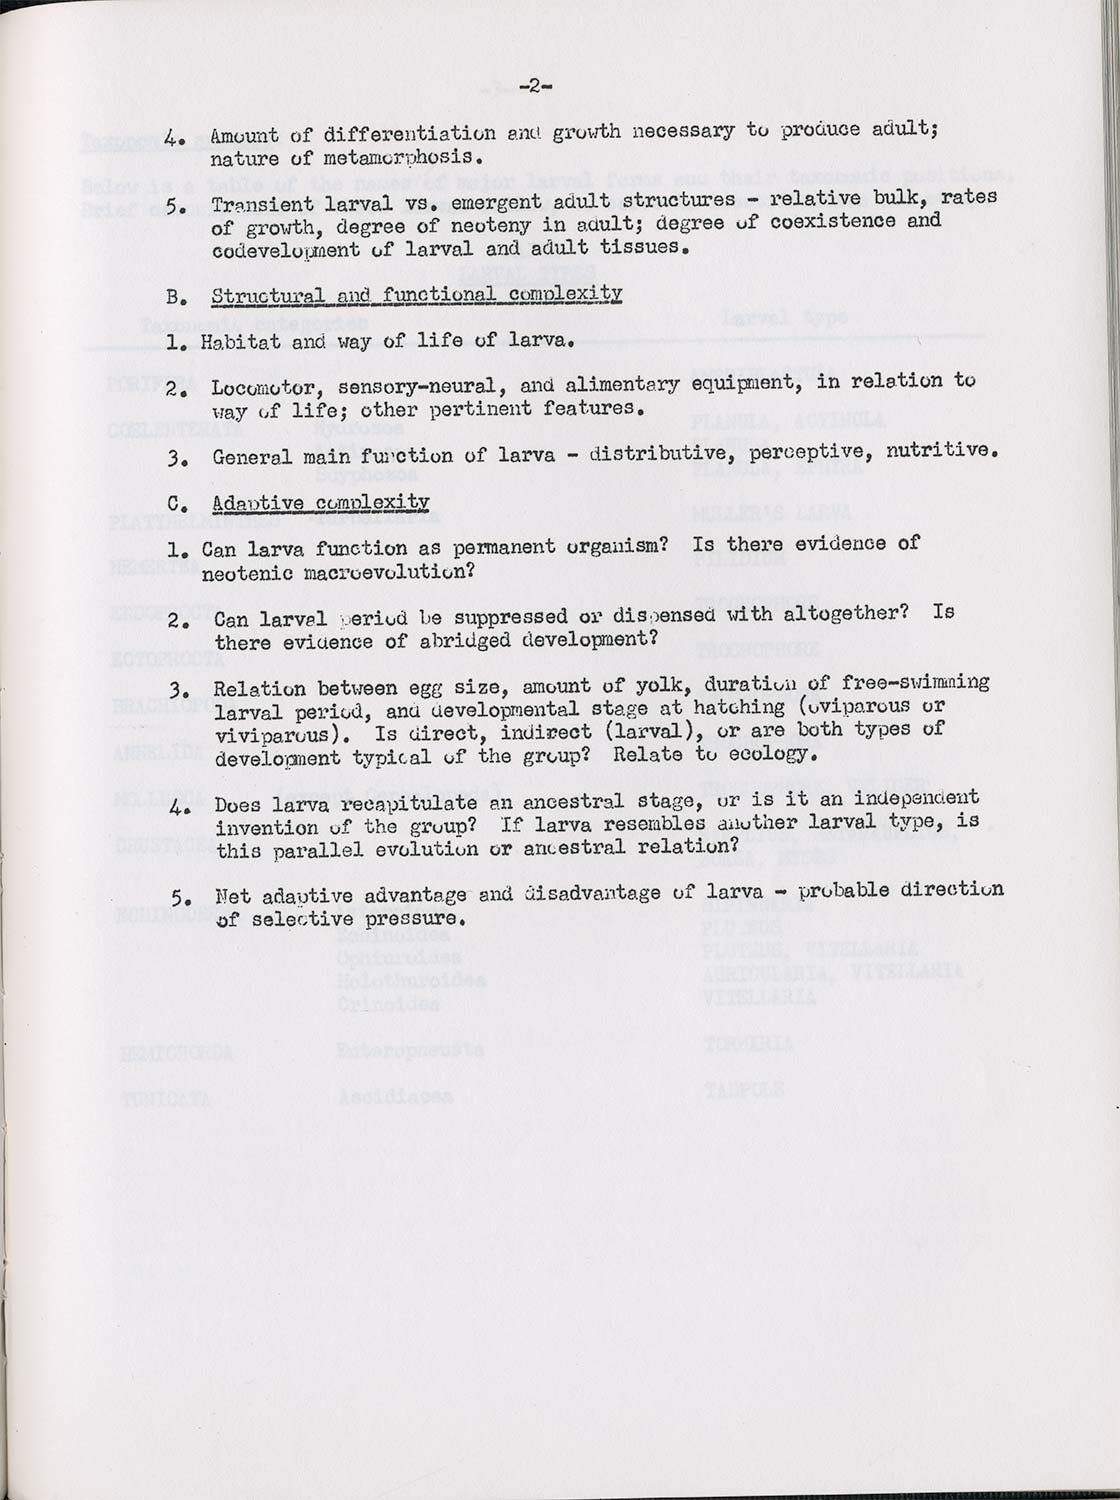 -2-
4. Amount of differentiation and growth necessary to produce adult;
nature of metamorphosis.
5. Transient larval vs. emergent adult structures - relative bulk, rates
of growth, degree of neoteny in adult; degree of coexistence and
codevelopment of larval and adult tissues.
B. Structural and functional complexity
1. Habitat and way of life of larva.
2. Locomotor, sensory-neural, and alimentary equipment, in relation to
way of life; other pertinent features.
3. General main function of larva - distributive, perceptive, nutritive.
C. Adaptive complexity
1. Can larva function as permanent organism? Is there evidence of
neotenic macroevolution?
2. Can larval period be suppressed or dispensed with altogether? Is
there evidence of abridged development?
3. Relation between egg size, amount of yolk, duration of free-swimming
larval period, and developmental stage at hatching (oviparous or
viviparous). Is direct, indirect (larval), or are both types of
development typical of the group? Relate to ecology.
4. Does larva recapitulate an ancestral stage, or is it an independent
invention of the group? If larva resembles another larval type, is
this parallel evolution or ancestral relation?
5. Net adaptive advantage and disadvantage of larva - probable direction
of selective pressure.